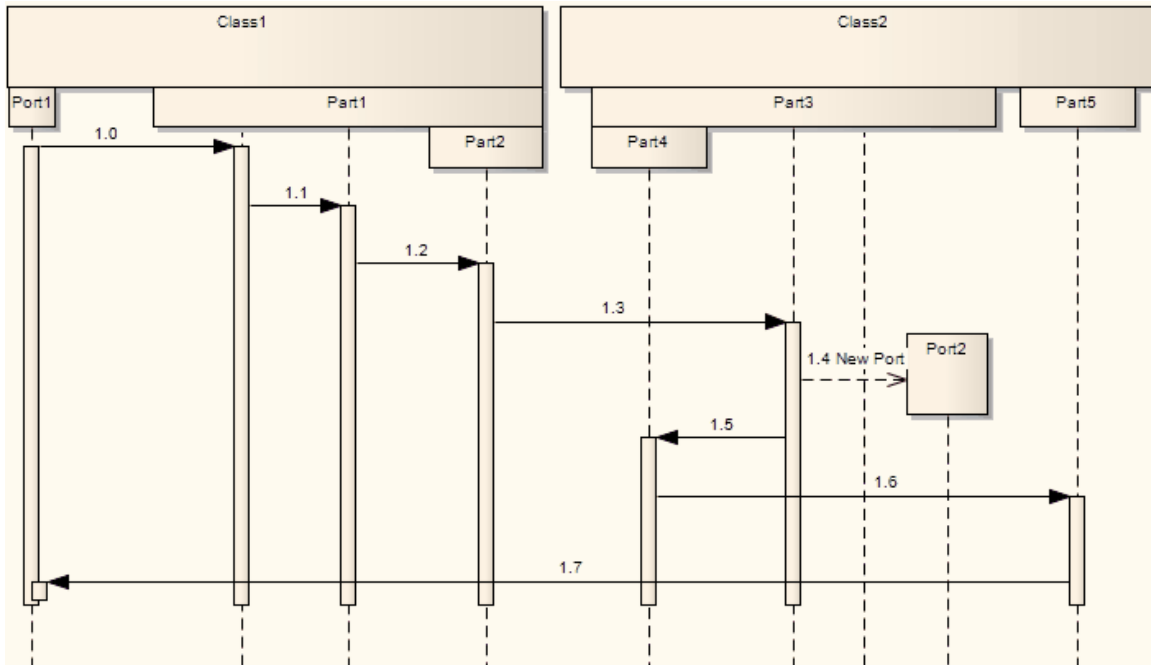 Class1
Class2
Port1
Part1
Part3
Part5
Part2
Part4
1.0
1.1
1.2
1.3
Port2
1.4 New Port
1.5
1.6
1.7